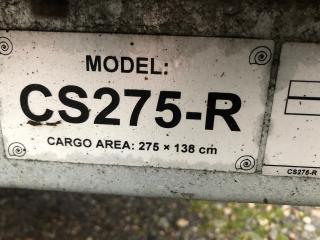 MODEL:
CS275-R
CARGO AREA: 275 × 138 cm
CS275-R